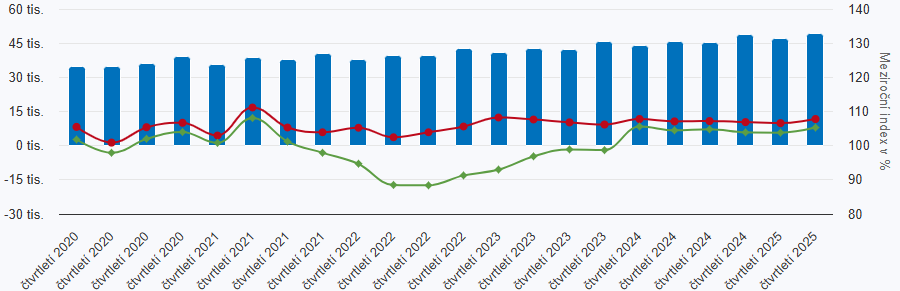 60 tis.
45 tis.
30 tis.
15 tis.
0 tis.
-15 tis.
-30 tis.
140
130
120
110
100
90
80
Meziroční index v %
čtvrtletí 2020
čtvrtletí 2020
čtvrtletí 2020
čtvrtletí 2020
čtvrtletí 2021
čtvrtletí 2021
čtvrtletí 2021
čtvrtletí 2021
čtvrtletí 2022
čtvrtletí 2022
čtvrtletí 2022
čtvrtletí 2022
čtvrtletí 2023
čtvrtletí 2023
čtvrtletí 2023
čtvrtletí 2023
čtvrtletí 2024
čtvrtletí 2024
čtvrtletí 2024
čtvrtletí 2024
čtvrtletí 2025
čtvrtletí 2025